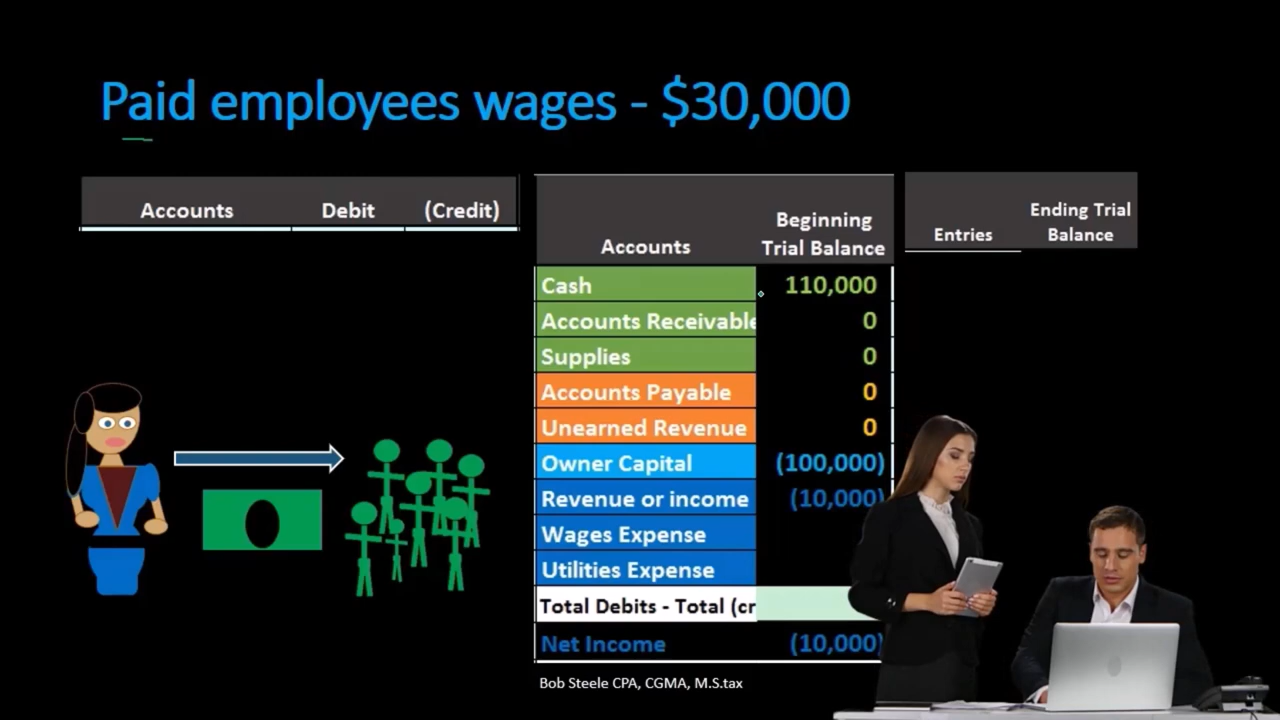 Paid employees wages - $30,000
Accounts Debit (Credit)
Accounts Beginning Trial Balance
Entries Ending Trial Balance
Cash 110,000
Accounts Receivable 0
Supplies 0
Accounts Payable 0
Unearned Revenue 0
Owner Capital (100,000)
Revenue or income (10,000)
Wages Expense
Utilities Expense
Total Debits - Total (cr
Net Income (10,000)
Bob Steele CPA, CGMA, M.S.tax